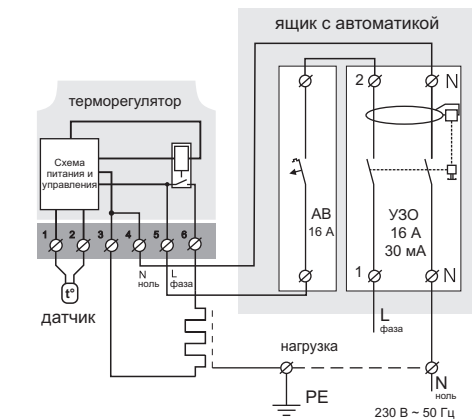 ящик с автоматикой
терморегулятор
Схема
питания и
управления
2
N
АВ
16 А
УЗО
16 А
30 мА
1 2 3 4 5 6
1
N
N
ноль
L
фаза
t°
датчик
L
фаза
нагрузка
PE
N
ноль
230 В ~ 50 Гц